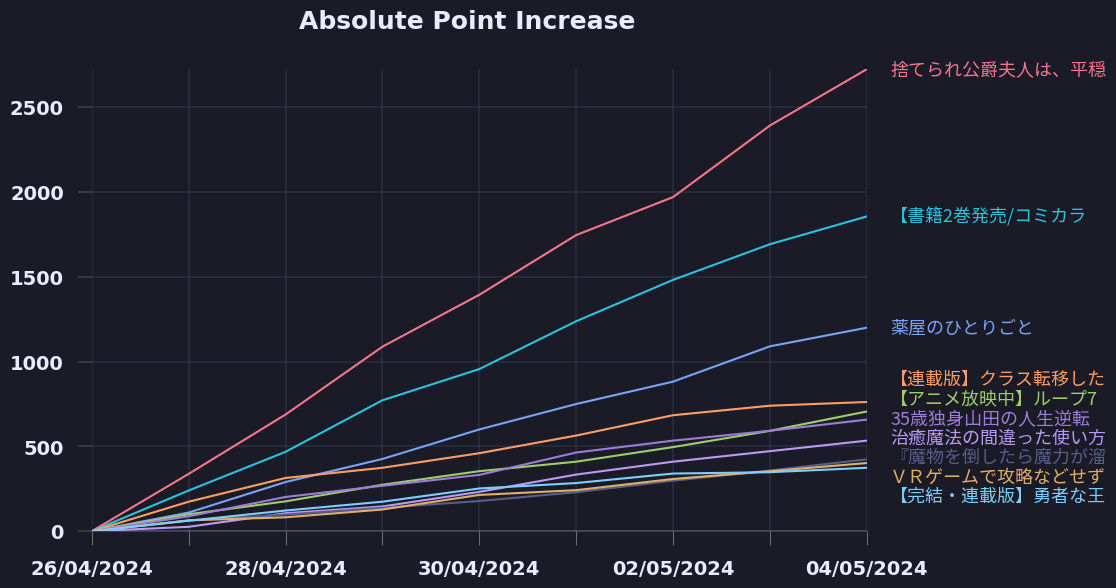 Absolute Point Increase
2500
2000
1500
1000
500
0
26/04/2024
28/04/2024
30/04/2024
02/05/2024
04/05/2024
捨てられ公爵夫人は、平穏
【書籍2巻発売/コミカラ
薬屋のひとりごと
【連載版】クラス転移した
【アニメ放映中】ループ7
35歳独身山田の人生逆転
治癒魔法の間違った使い方
『魔物を倒したら魔力が溜
ＶＲゲームで攻略などせず
【完結・連載版】勇者な王